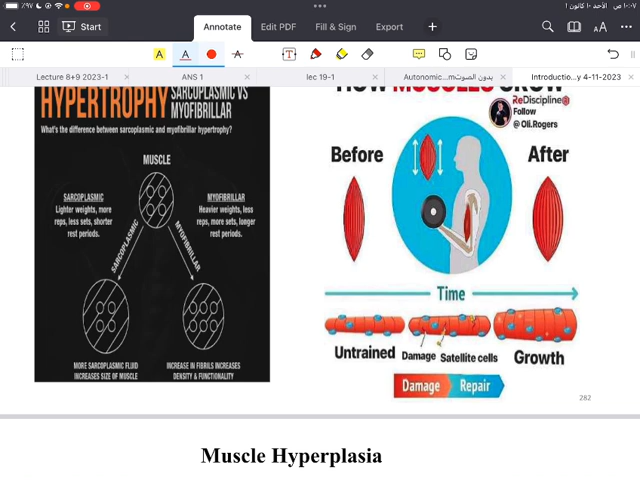 ٩٧٪
١٠:٠٧ ص الأحد ١٠ كانون ١
Start
Annotate
Edit PDF
Fill & Sign
Export
Lecture 8+9 2023-1
ANS 1
lec 19-1
Autonomic...mبدون الصوت
Introductio...y 4-11-2023
HYPERTROPHY SARCOPLASMIC VS
MYOFIBRILLAR
What's the difference between sarcoplasmic and myofibrillar hypertrophy?
MUSCLE
SARCOPLASMIC
Lighter weights, more
reps, less sets, shorter
rest periods.
MYOFIBRILLAR
Heavier weights, less
reps, more sets, longer
rest periods.
SARCOPLASMIC
MYOFIBRILLAR
MORE SARCOPLASMIC FLUID
INCREASES SIZE OF MUSCLE
INCREASE IN FIBRILS INCREASES
DENSITY & FUNCTIONALITY
HOW MUSCLES GROW
ReDiscipline
Follow
@Oli.Rogers
Before
After
Time
Untrained
Damage
Satellite cells
Growth
Damage
Repair
282
Muscle Hyperplasia